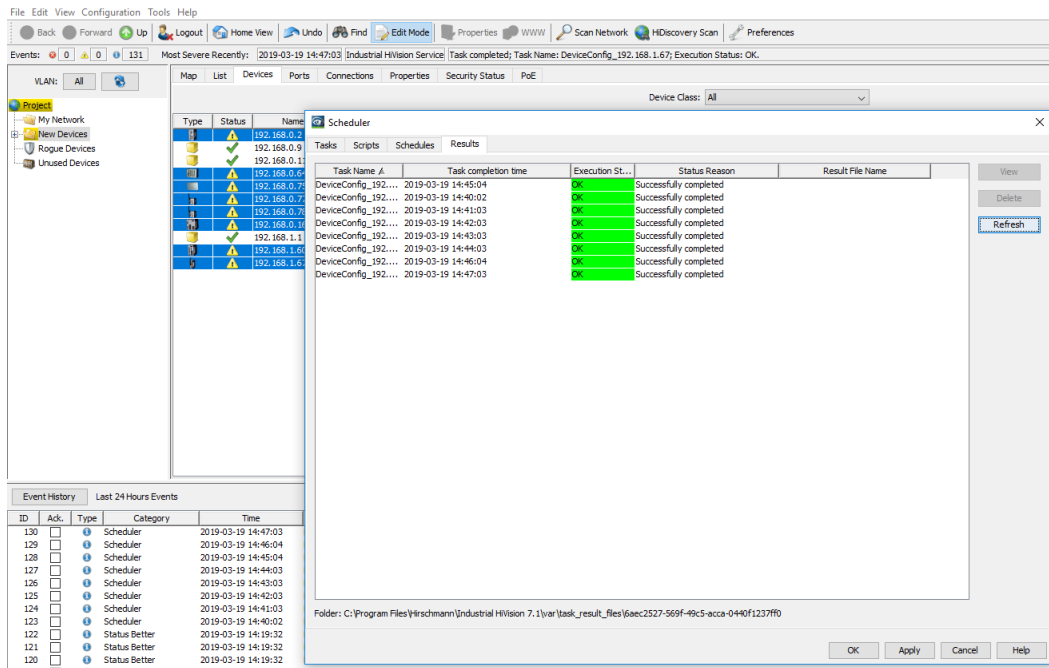 File Edit View Configuration Tools Help
Back Forward Up Logout Home View Undo Find Edit Mode Properties WWW Scan Network HiDiscovery Scan Preferences
Events: 0 0 131 Most Severe Recently: 2019-03-19 14:47:03 Industrial HiVision Service Task completed; Task Name: DeviceConfig_192.168.1.67; Execution Status: OK.
VLAN: All
Map List Devices Ports Connections Properties Security Status PoE
Device Class: All
Project
My Network
New Devices
Rogue Devices
Unused Devices
Type Status Name
192.168.0.2
192.168.0.9
192.168.0.11
192.168.0.64
192.168.0.75
192.168.0.77
192.168.0.78
192.168.0.16
192.168.1.1
192.168.1.60
192.168.1.67
Scheduler
Tasks Scripts Schedules Results
Task Name Task completion time Execution St... Status Reason Result File Name
DeviceConfig_192.... 2019-03-19 14:45:04 OK Successfully completed
DeviceConfig_192.... 2019-03-19 14:40:02 OK Successfully completed
DeviceConfig_192.... 2019-03-19 14:41:03 OK Successfully completed
DeviceConfig_192.... 2019-03-19 14:42:03 OK Successfully completed
DeviceConfig_192.... 2019-03-19 14:43:03 OK Successfully completed
DeviceConfig_192.... 2019-03-19 14:44:03 OK Successfully completed
DeviceConfig_192.... 2019-03-19 14:46:04 OK Successfully completed
DeviceConfig_192.... 2019-03-19 14:47:03 OK Successfully completed
View
Delete
Refresh
Folder: C:\Program Files\Hirschmann\Industrial HiVision 7.1\var\task_result_files\6aec2527-569f-49c5-acca-0440f1237ff0
OK Apply Cancel Help
Event History Last 24 Hours Events
ID Ack. Type Category Time
130 Scheduler 2019-03-19 14:47:03
129 Scheduler 2019-03-19 14:46:04
128 Scheduler 2019-03-19 14:45:04
127 Scheduler 2019-03-19 14:44:03
126 Scheduler 2019-03-19 14:43:03
125 Scheduler 2019-03-19 14:42:03
124 Scheduler 2019-03-19 14:41:03
123 Scheduler 2019-03-19 14:40:02
122 Status Better 2019-03-19 14:19:32
121 Status Better 2019-03-19 14:19:32
120 Status Better 2019-03-19 14:19:32